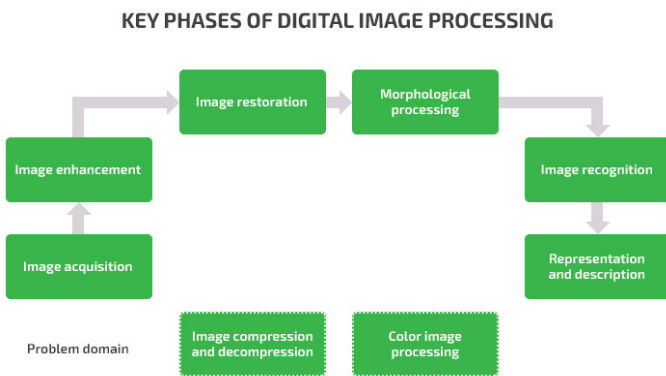 KEY PHASES OF DIGITAL IMAGE PROCESSING
Image restoration
Morphological
processing
Image enhancement
Image recognition
Image acquisition
Representation
and description
Problem domain
Image compression
and decompression
Color image
processing